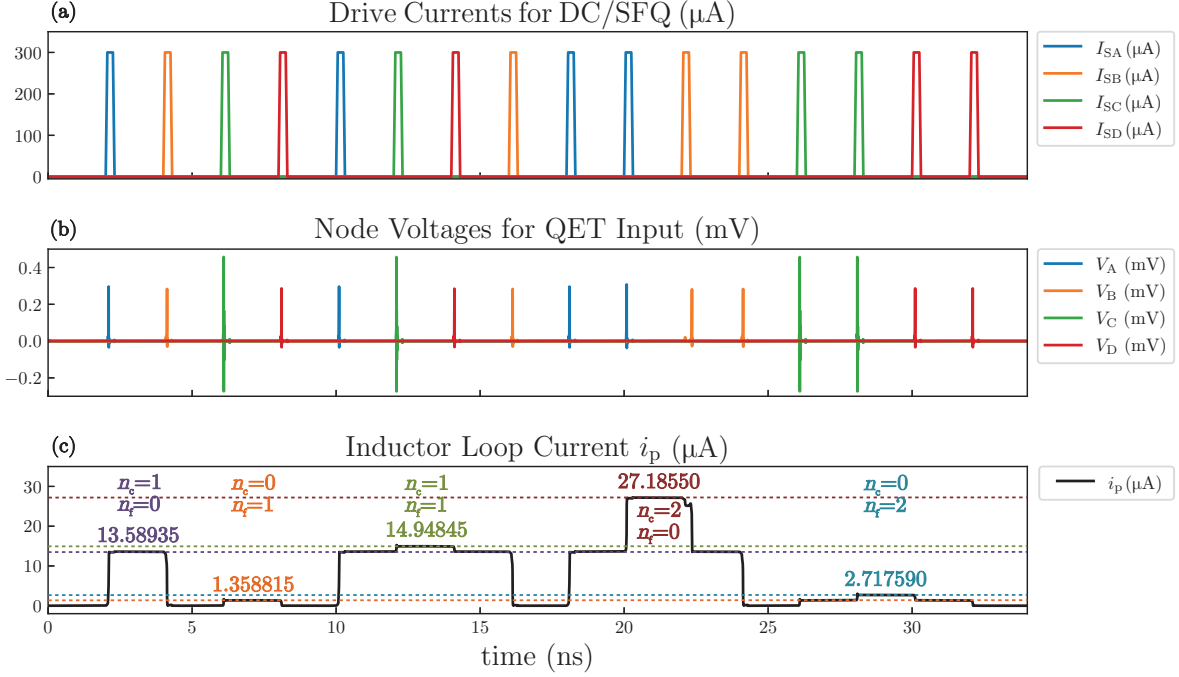 (a) Drive Currents for DC/SFQ (μA)
300
200
100
0
I_SA (μA)
I_SB (μA)
I_SC (μA)
I_SD (μA)
(b) Node Voltages for QET Input (mV)
0.4
0.2
0.0
−0.2
V_A (mV)
V_B (mV)
V_C (mV)
V_D (mV)
(c) Inductor Loop Current i_p (μA)
30
20
10
0
n_c=1
n_f=0
13.58935
n_c=0
n_f=1
1.358815
n_c=1
n_f=1
14.94845
27.18550
n_c=2
n_f=0
n_c=0
n_f=2
2.717590
i_p (μA)
0 5 10 15 20 25 30
time (ns)